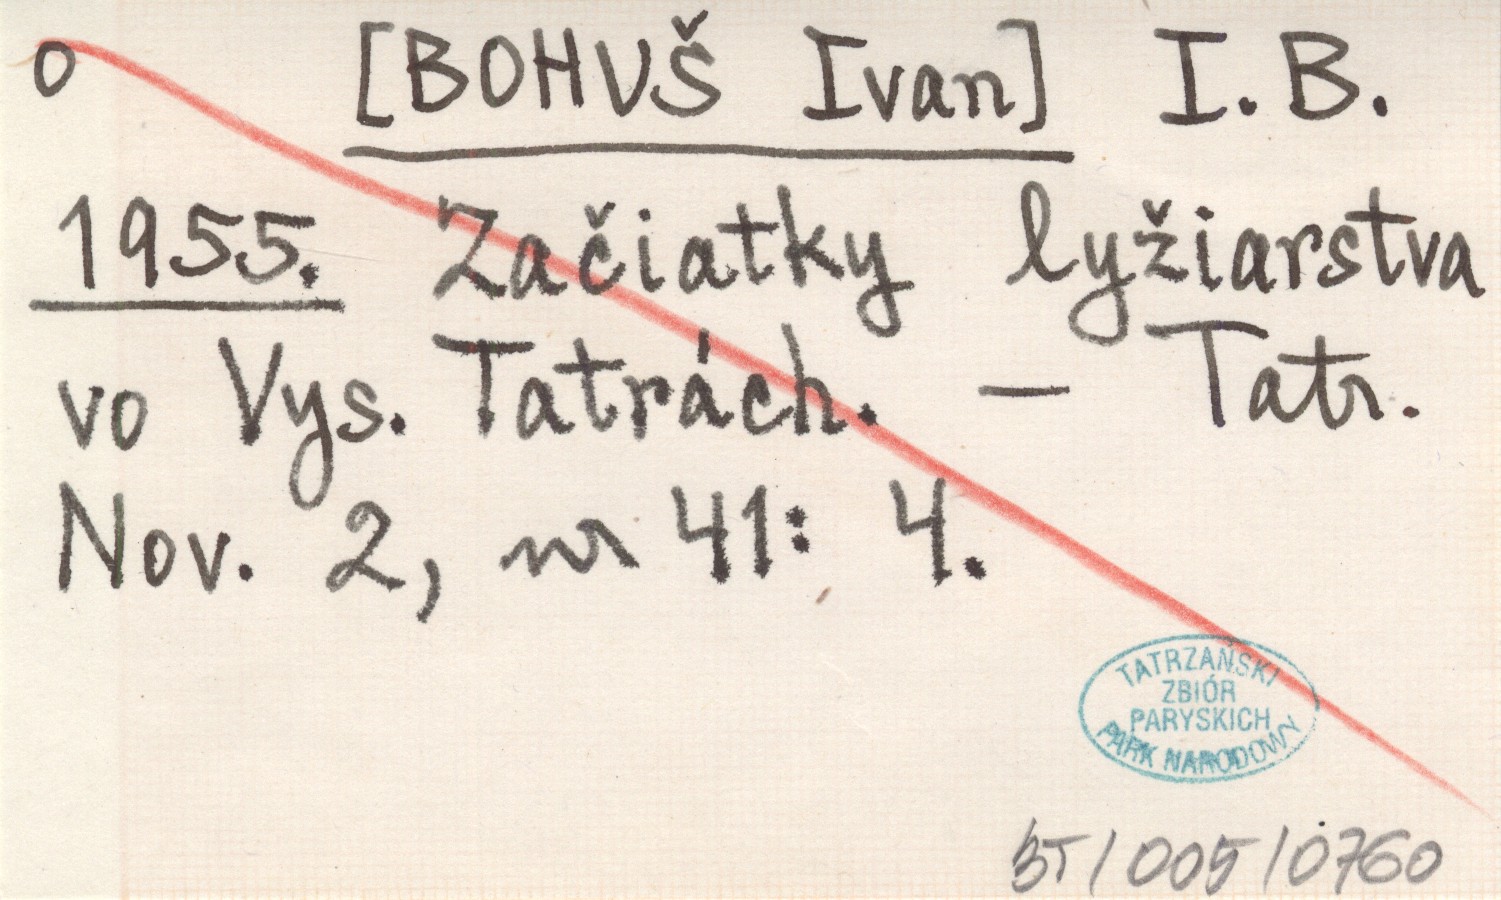 o [BOHUŠ Ivan] I. B.
1955. Začiatky lyžiarstva
vo Vys. Tatrách. — Tatr.
Nov. 2, nr 41: 4.
TATRZAŃSKI
ZBIÓR
PARYSKICH
PARK NARODOWY
BT/005/0760